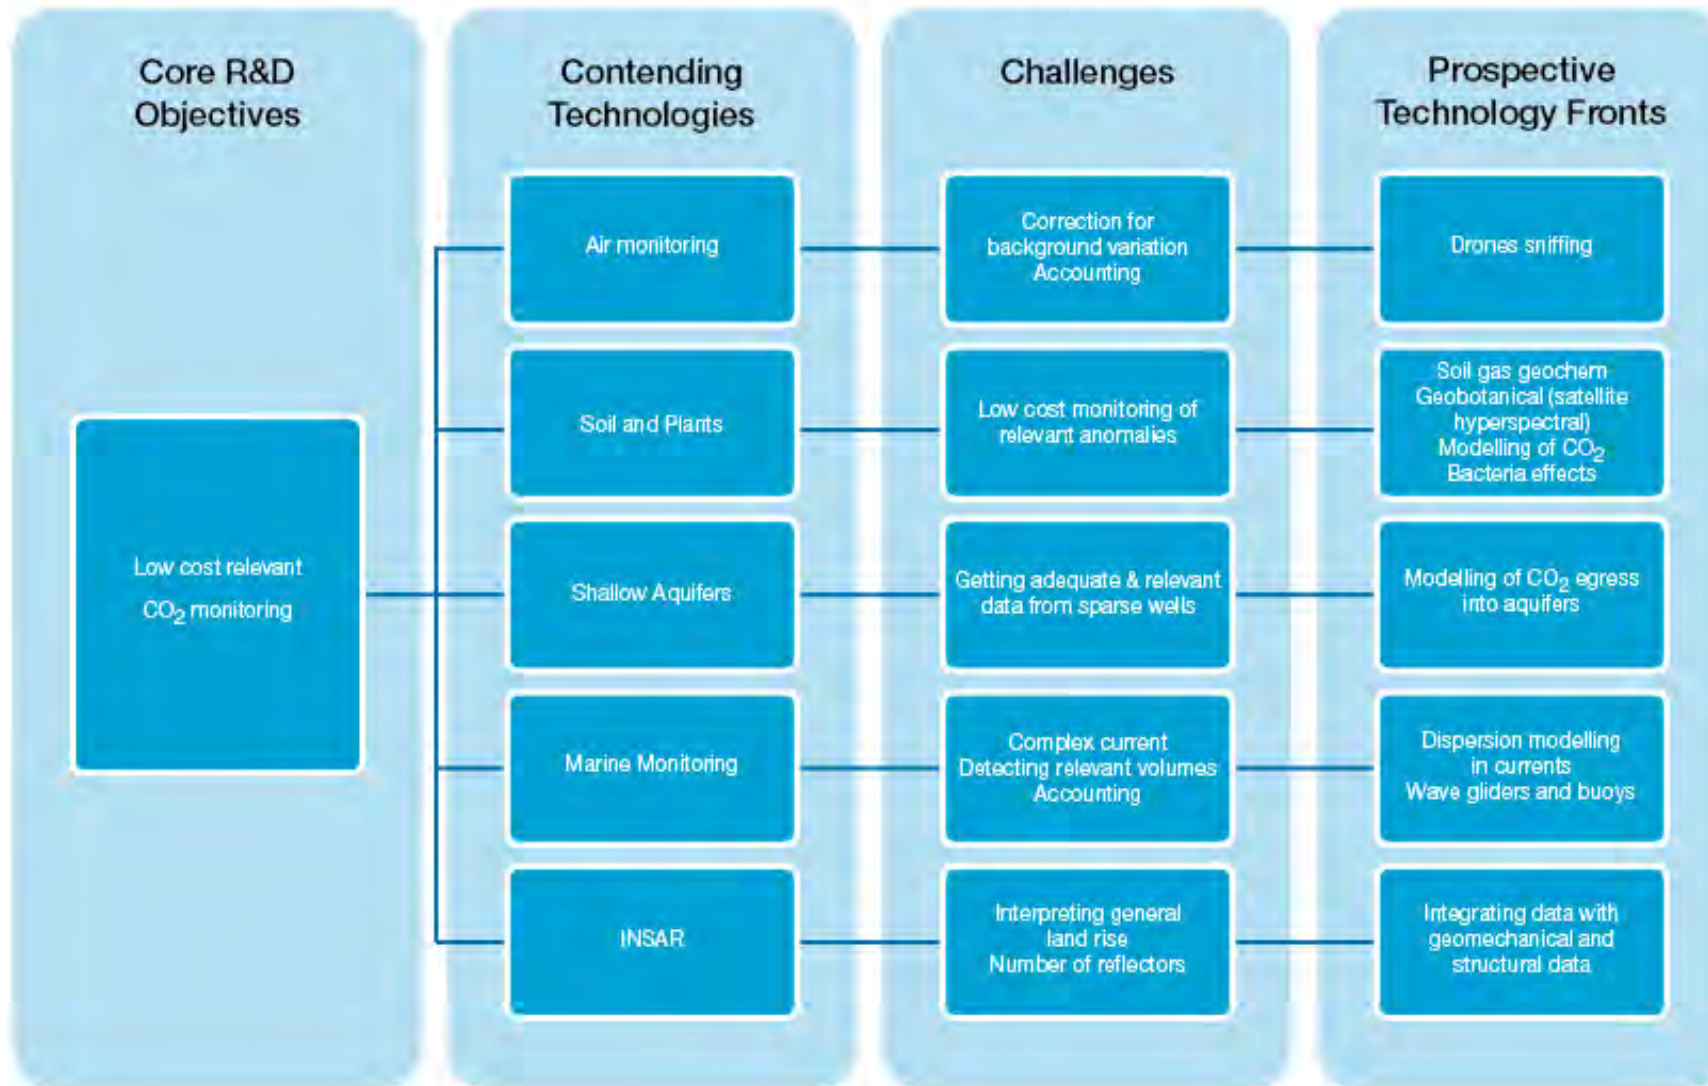 Core R&D
Objectives
Contending
Technologies
Challenges
Prospective
Technology Fronts
Low cost relevant
CO2 monitoring
Air monitoring
Correction for
background variation
Accounting
Drones sniffing
Soil and Plants
Low cost monitoring of
relevant anomalies
Soil gas geochem
Geobotanical (satellite
hyperspectral)
Modelling of CO2
Bacteria effects
Shallow Aquifers
Getting adequate & relevant
data from sparse wells
Modelling of CO2 egress
into aquifers
Marine Monitoring
Complex current
Detecting relevant volumes
Accounting
Dispersion modelling
in currents
Wave gliders and buoys
INSAR
Interpreting general
land rise
Number of reflectors
Integrating data with
geomechanical and
structural data